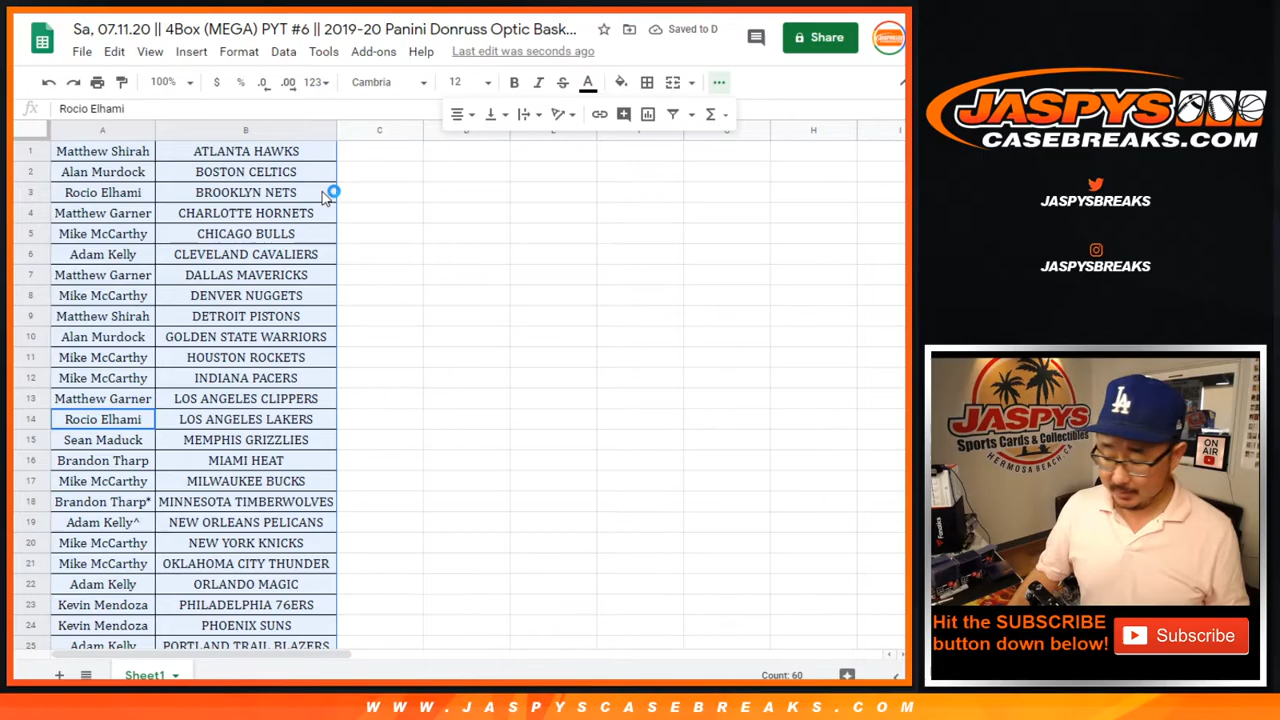 Sa, 07.11.20 || 4Box (MEGA) PYT #6 || 2019-20 Panini Donruss Optic Bask...
Saved to D
Share
File Edit View Insert Format Data Tools Add-ons Help Last edit was seconds ago
100% $ % .0 .00 123 Cambria 12 B I S A
fx Rocio Elhami
A B C H
1 Matthew Shirah ATLANTA HAWKS
2 Alan Murdock BOSTON CELTICS
3 Rocio Elhami BROOKLYN NETS
4 Matthew Garner CHARLOTTE HORNETS
5 Mike McCarthy CHICAGO BULLS
6 Adam Kelly CLEVELAND CAVALIERS
7 Matthew Garner DALLAS MAVERICKS
8 Mike McCarthy DENVER NUGGETS
9 Matthew Shirah DETROIT PISTONS
10 Alan Murdock GOLDEN STATE WARRIORS
11 Mike McCarthy HOUSTON ROCKETS
12 Mike McCarthy INDIANA PACERS
13 Matthew Garner LOS ANGELES CLIPPERS
14 Rocio Elhami LOS ANGELES LAKERS
15 Sean Maduck MEMPHIS GRIZZLIES
16 Brandon Tharp MIAMI HEAT
17 Mike McCarthy MILWAUKEE BUCKS
18 Brandon Tharp* MINNESOTA TIMBERWOLVES
19 Adam Kelly^ NEW ORLEANS PELICANS
20 Mike McCarthy NEW YORK KNICKS
21 Mike McCarthy OKLAHOMA CITY THUNDER
22 Adam Kelly ORLANDO MAGIC
23 Kevin Mendoza PHILADELPHIA 76ERS
24 Kevin Mendoza PHOENIX SUNS
25 Adam Kelly PORTLAND TRAIL BLAZERS
Sheet1
Count: 60
JASPYS
CASEBREAKS.COM
JASPYSBREAKS
JASPYSBREAKS
JASPYS
Sports Cards & Collectibles
HERMOSA BEACH CA
LA
ON
AIR
Fanatics
Hit the SUBSCRIBE
button down below!
Subscribe
WWW.JASPYSCASEBREAKS.COM